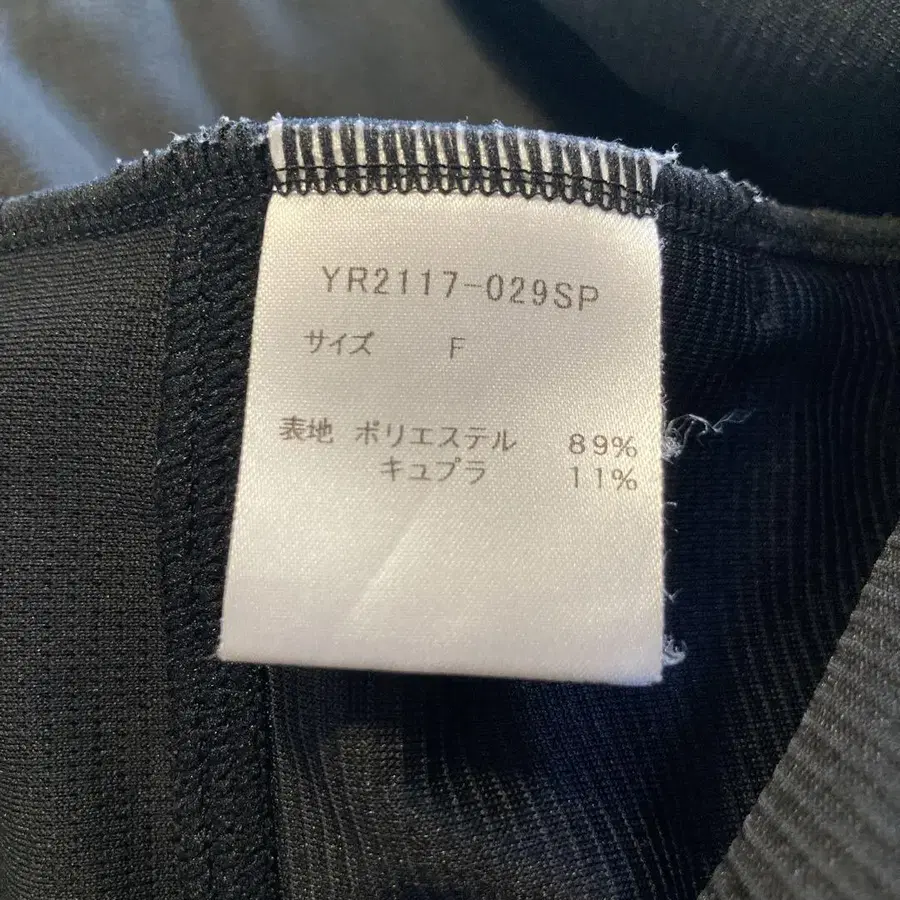 YR2117-029SP
サイズ F
表地 ポリエステル 89%
キュプラ 11%